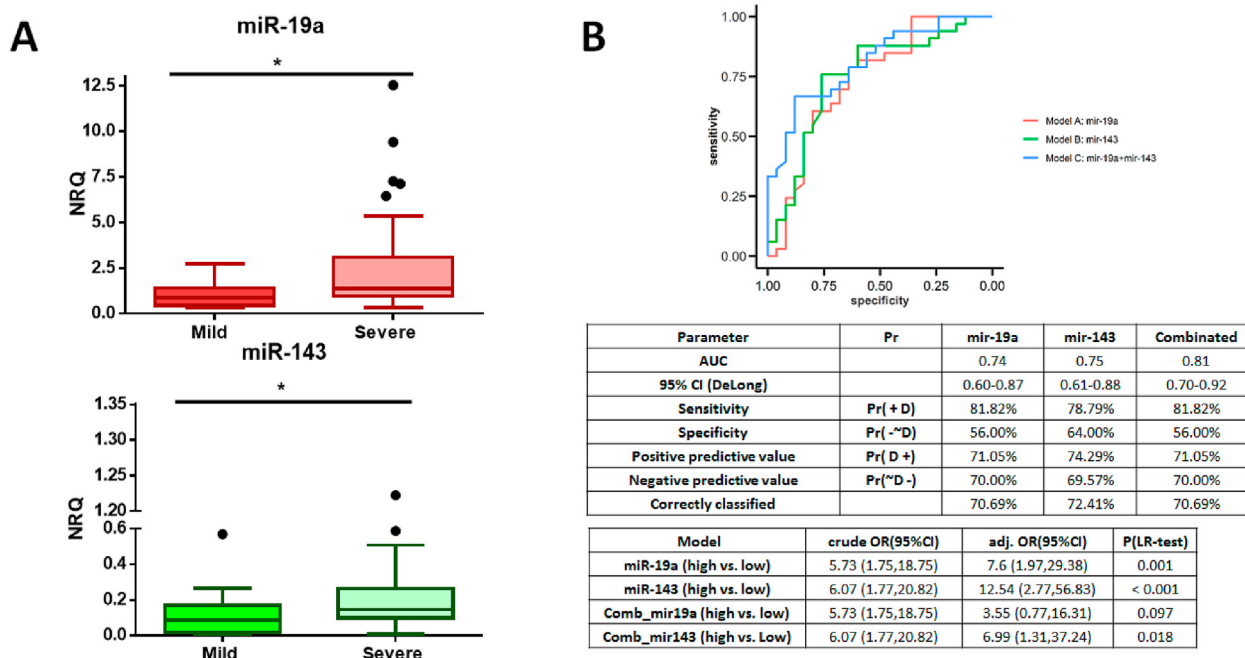 A
miR-19a
*
NRQ
12.5
10.0
7.5
5.0
2.5
0.0
Mild
Severe
miR-143
*
NRQ
1.35
1.30
1.25
1.20
0.6
0.4
0.2
0.0
Mild
Severe
B
sensitivity
1.00
0.75
0.50
0.25
0.00
1.00 0.75 0.50 0.25 0.00
specificity
Model A: mir-19a
Model B: mir-143
Model C: mir-19a+mir-143
Parameter Pr mir-19a mir-143 Combinated
AUC 0.74 0.75 0.81
95% CI (DeLong) 0.60-0.87 0.61-0.88 0.70-0.92
Sensitivity Pr( + D) 81.82% 78.79% 81.82%
Specificity Pr( -~D) 56.00% 64.00% 56.00%
Positive predictive value Pr( D +) 71.05% 74.29% 71.05%
Negative predictive value Pr(~D -) 70.00% 69.57% 70.00%
Correctly classified 70.69% 72.41% 70.69%
Model crude OR(95%CI) adj. OR(95%CI) P(LR-test)
miR-19a (high vs. low) 5.73 (1.75,18.75) 7.6 (1.97,29.38) 0.001
miR-143 (high vs. low) 6.07 (1.77,20.82) 12.54 (2.77,56.83) < 0.001
Comb_mir19a (high vs. low) 5.73 (1.75,18.75) 3.55 (0.77,16.31) 0.097
Comb_mir143 (high vs. Low) 6.07 (1.77,20.82) 6.99 (1.31,37.24) 0.018